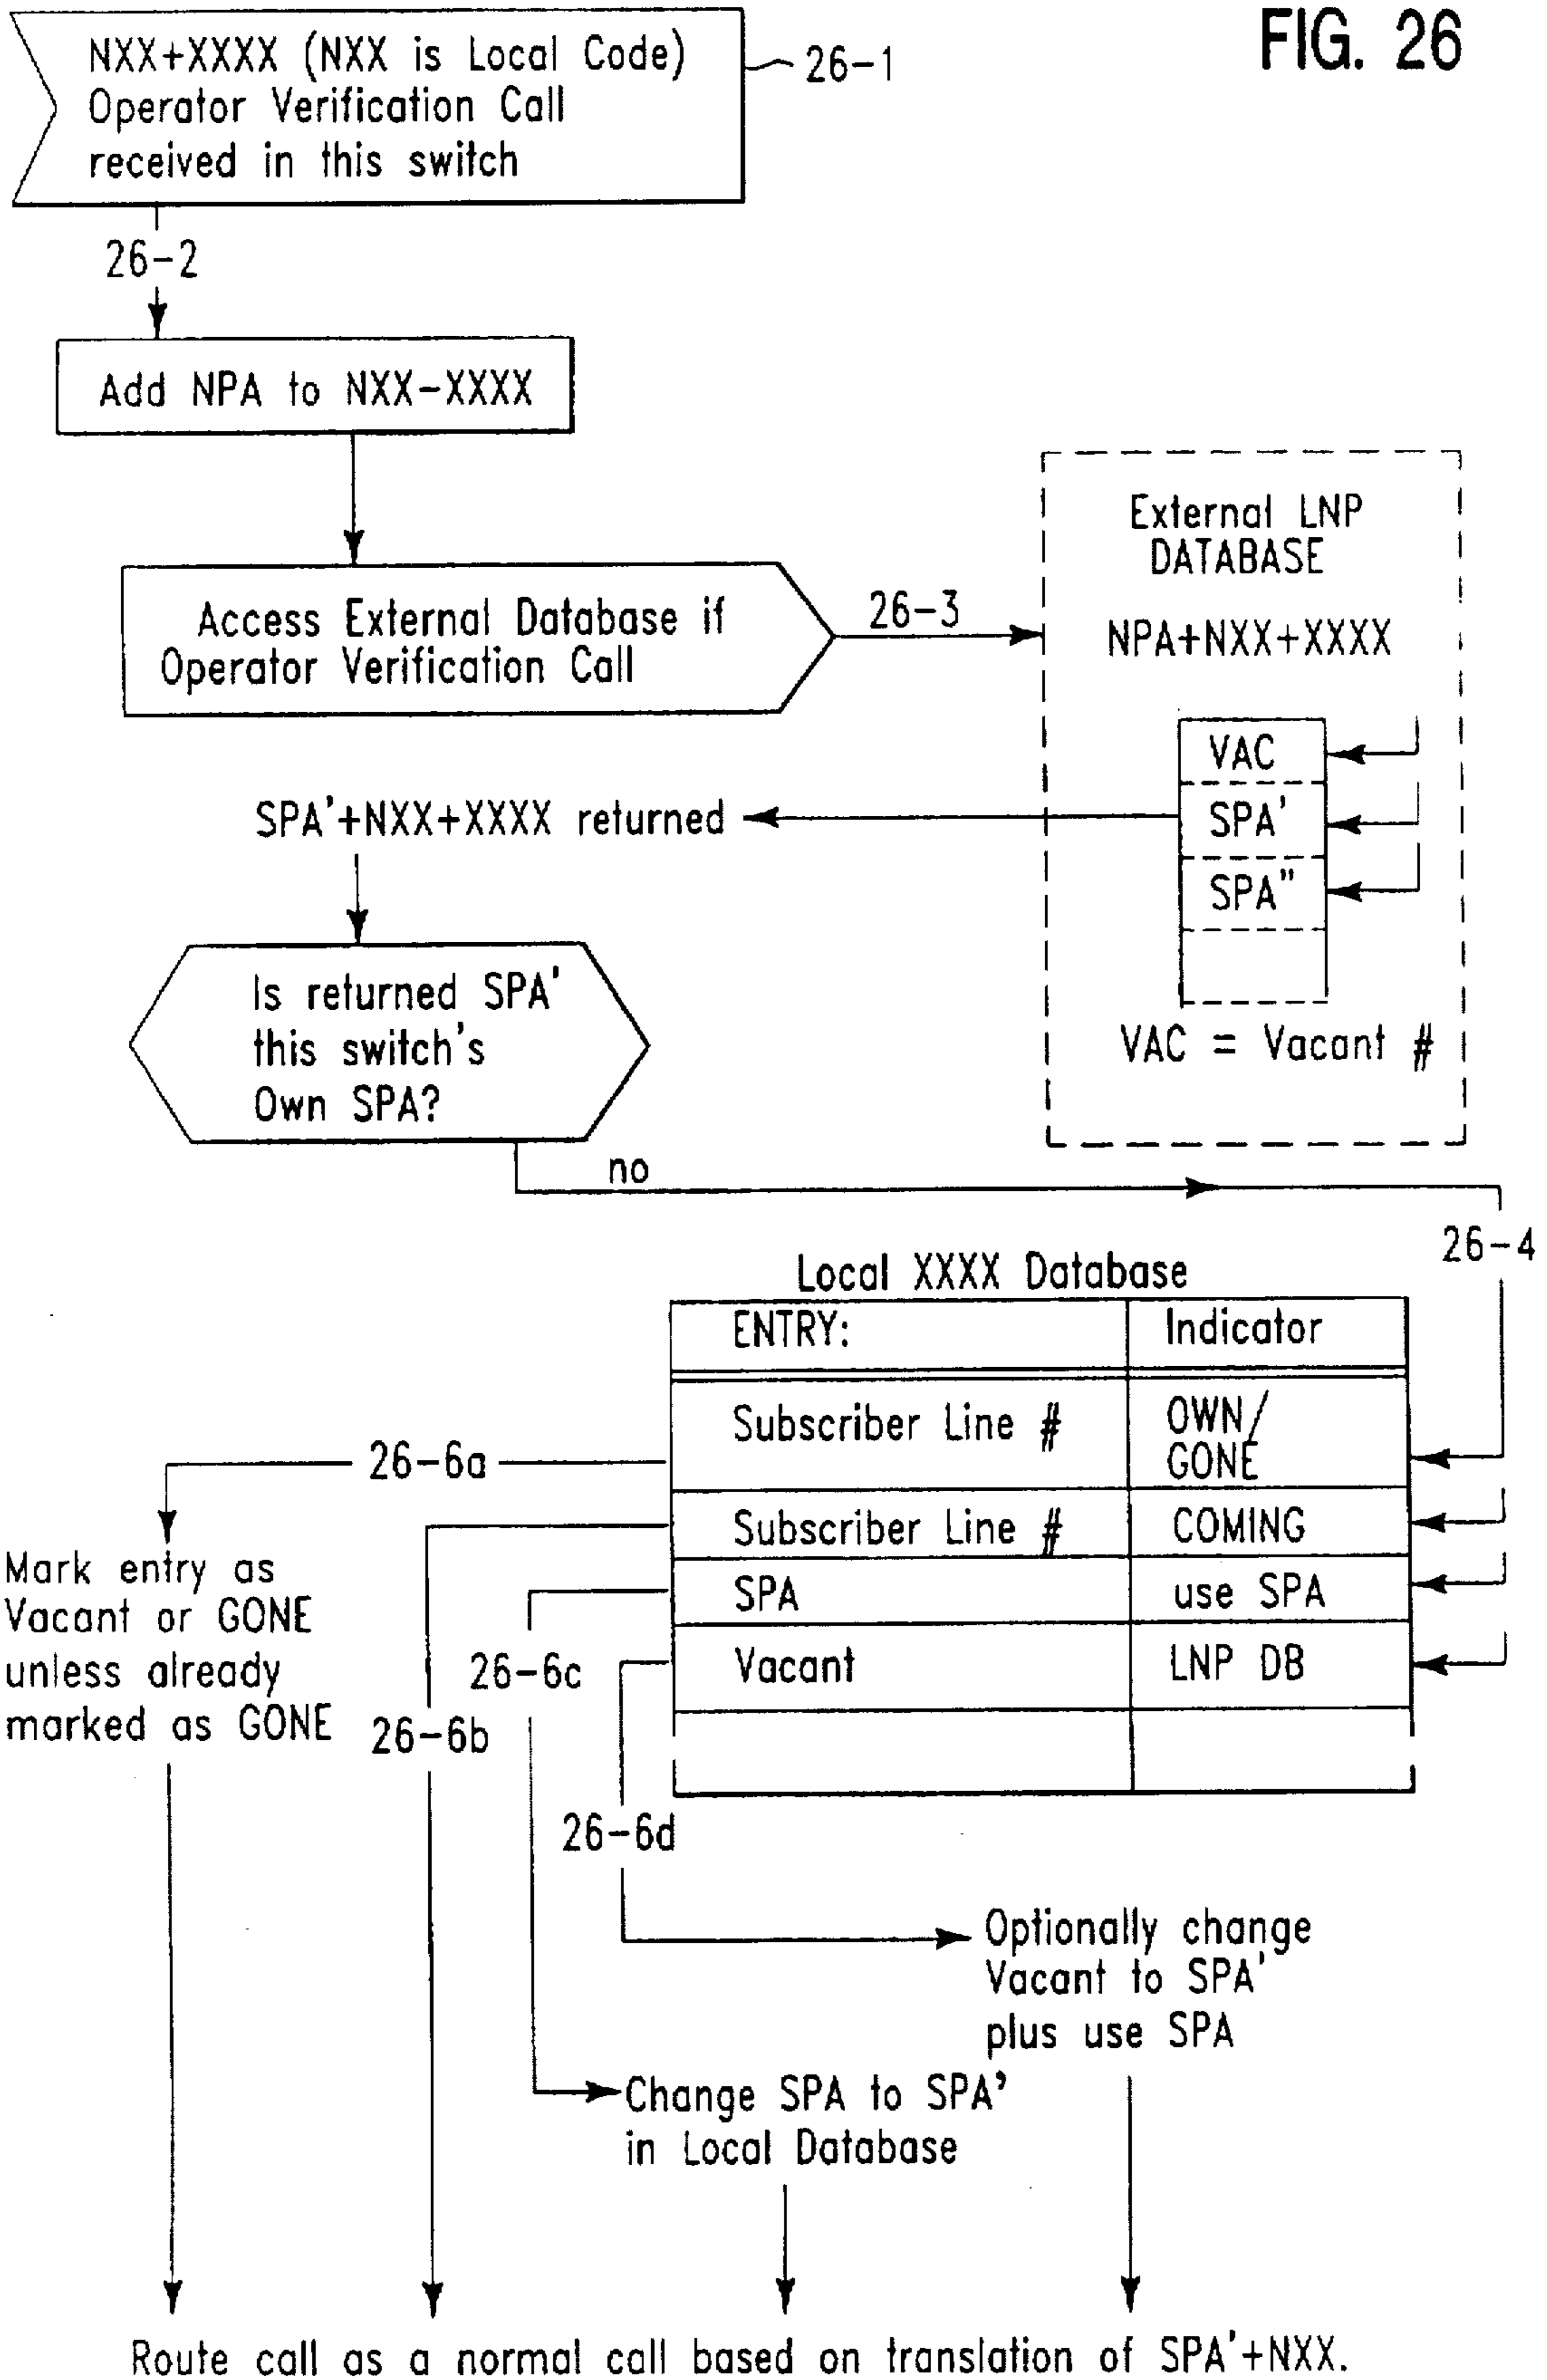 FIG. 26
NXX+XXXX (NXX is Local Code)
Operator Verification Call
received in this switch
26-1
26-2
Add NPA to NXX-XXXX
Access External Database if
Operator Verification Call
26-3
External LNP
DATABASE
NPA+NXX+XXXX
VAC
SPA'
SPA"
VAC = Vacant #
SPA'+NXX+XXXX returned
Is returned SPA'
this switch's
Own SPA?
no
26-4
Local XXXX Database
ENTRY: Indicator
Subscriber Line # OWN/
GONE
Subscriber Line # COMING
SPA use SPA
Vacant LNP DB
26-6a
Mark entry as
Vacant or GONE
unless already
marked as GONE
26-6b
26-6c
26-6d
Optionally change
Vacant to SPA'
plus use SPA
Change SPA to SPA'
in Local Database
Route call as a normal call based on translation of SPA'+NXX.